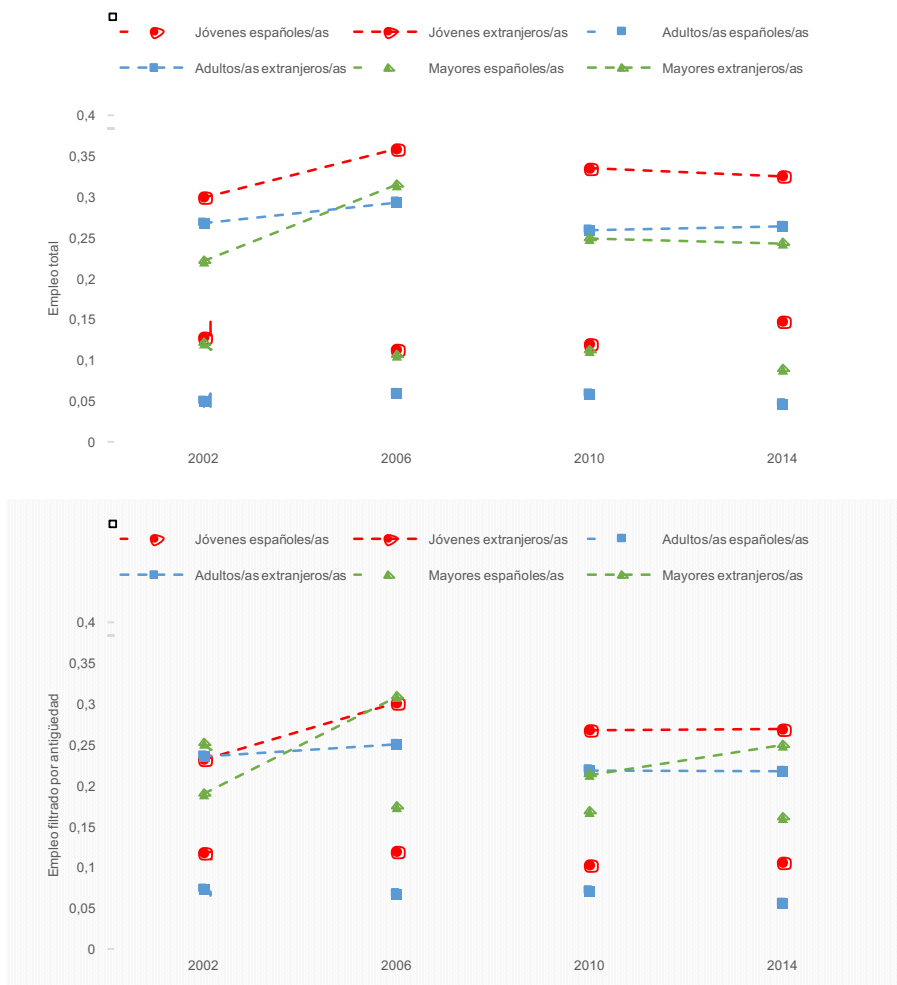 Jóvenes españoles/as Jóvenes extranjeros/as Adultos/as españoles/as
Adultos/as extranjeros/as Mayores españoles/as Mayores extranjeros/as
0,4
0,35
0,3
0,25
0,2
0,15
0,1
0,05
0
Empleo total
2002 2006 2010 2014
Jóvenes españoles/as Jóvenes extranjeros/as Adultos/as españoles/as
Adultos/as extranjeros/as Mayores españoles/as Mayores extranjeros/as
0,4
0,35
0,3
0,25
0,2
0,15
0,1
0,05
0
Empleo filtrado por antigüedad
2002 2006 2010 2014